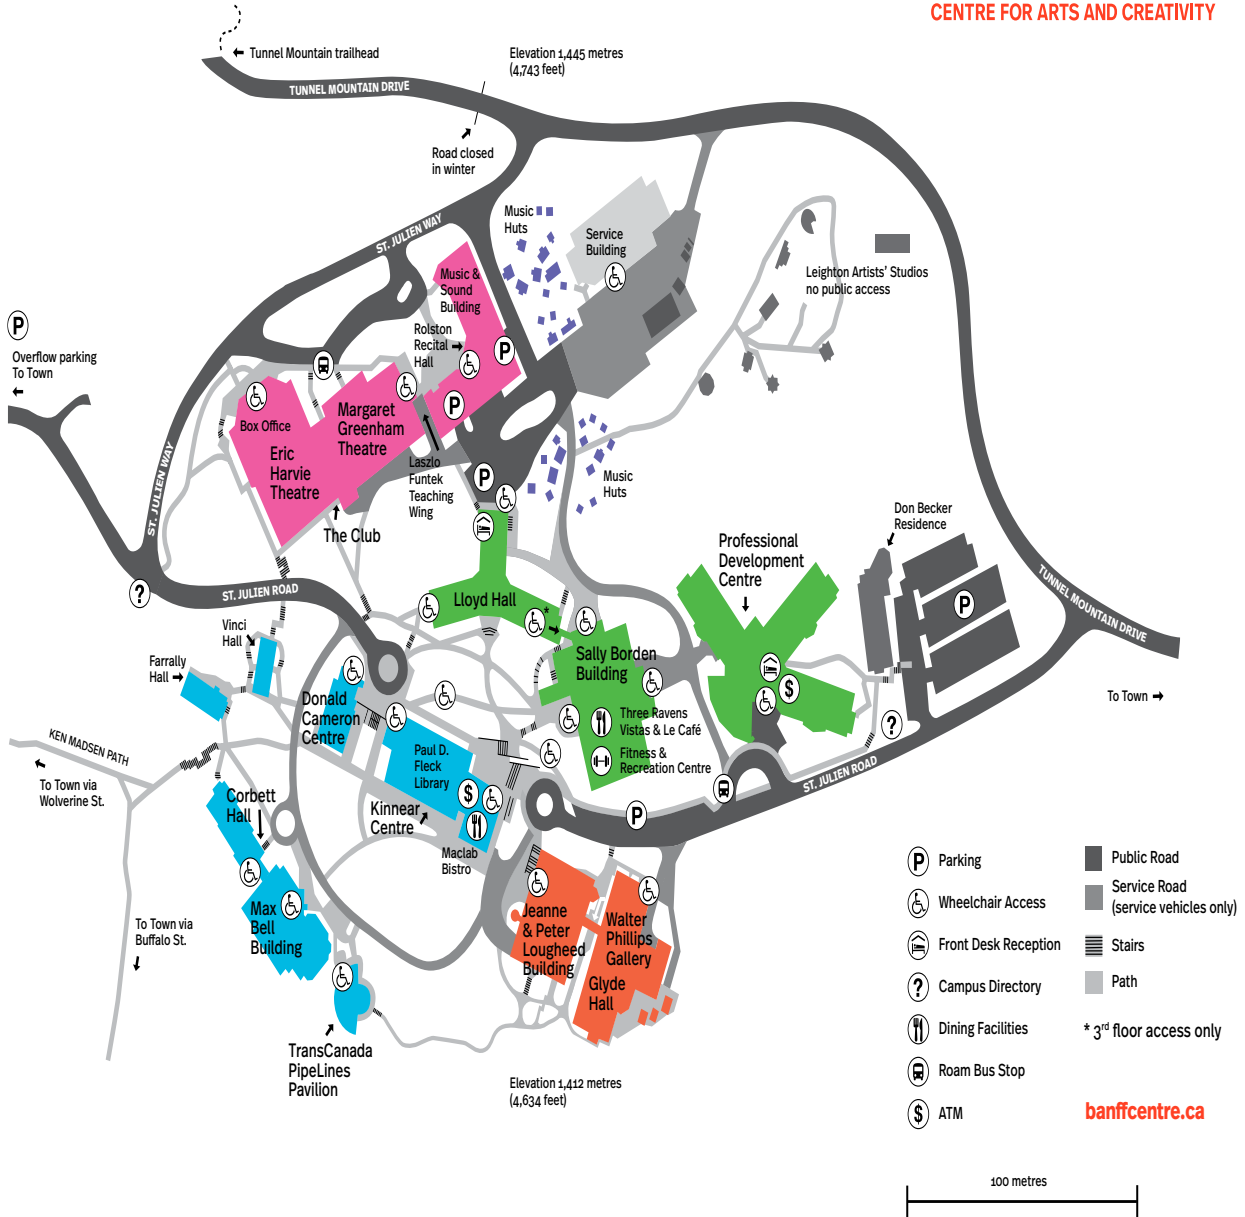 CENTRE FOR ARTS AND CREATIVITY
Tunnel Mountain trailhead
Elevation 1,445 metres
(4,743 feet)
TUNNEL MOUNTAIN DRIVE
Road closed
in winter
ST. JULIEN WAY
Music
Huts
Service
Building
Leighton Artists' Studios
no public access
Music &
Sound
Building
Rolston
Recital
Hall
P
P
P
Overflow parking
To Town
Box Office
Eric
Harvie
Theatre
Margaret
Greenham
Theatre
Laszlo
Funtek
Teaching
Wing
The Club
ST. JULIEN WAY
P
Music
Huts
Don Becker
Residence
Professional
Development
Centre
P
TUNNEL MOUNTAIN DRIVE
To Town
?
ST. JULIEN ROAD
Lloyd Hall
*
Vinci
Hall
Farrally
Hall
Sally Borden
Building
$
Three Ravens
Vistas & Le Café
Fitness &
Recreation Centre
?
ST. JULIEN ROAD
Donald
Cameron
Centre
Paul D.
Fleck
Library
$
Kinnear
Centre
Maclab
Bistro
P
KEN MADSEN PATH
To Town via
Wolverine St.
Corbett
Hall
Max
Bell
Building
To Town via
Buffalo St.
Jeanne
& Peter
Lougheed
Building
Walter
Phillips
Gallery
Glyde
Hall
TransCanada
PipeLines
Pavilion
Elevation 1,412 metres
(4,634 feet)
P Parking
Wheelchair Access
Front Desk Reception
? Campus Directory
Dining Facilities
Roam Bus Stop
$ ATM
Public Road
Service Road
(service vehicles only)
Stairs
Path
* 3rd floor access only
banffcentre.ca
100 metres